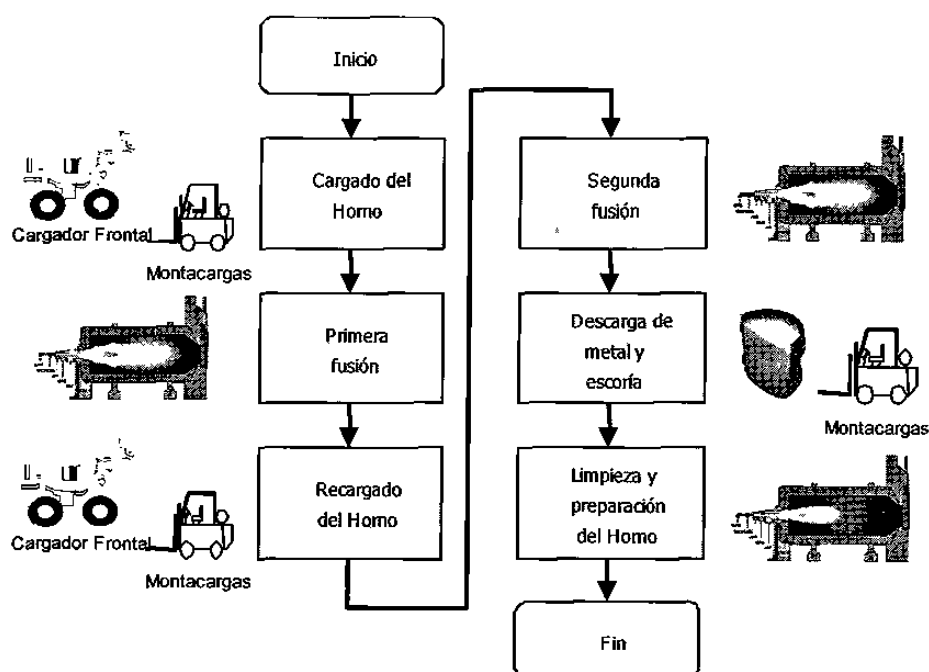 Inicio
Cargado del
Horno
Cargador Frontal
Montacargas
Primera
fusión
Recargado
del Horno
Cargador Frontal
Montacargas
Segunda
fusión
Descarga de
metal y
escoría
Montacargas
Limpieza y
preparación
del Horno
Fin